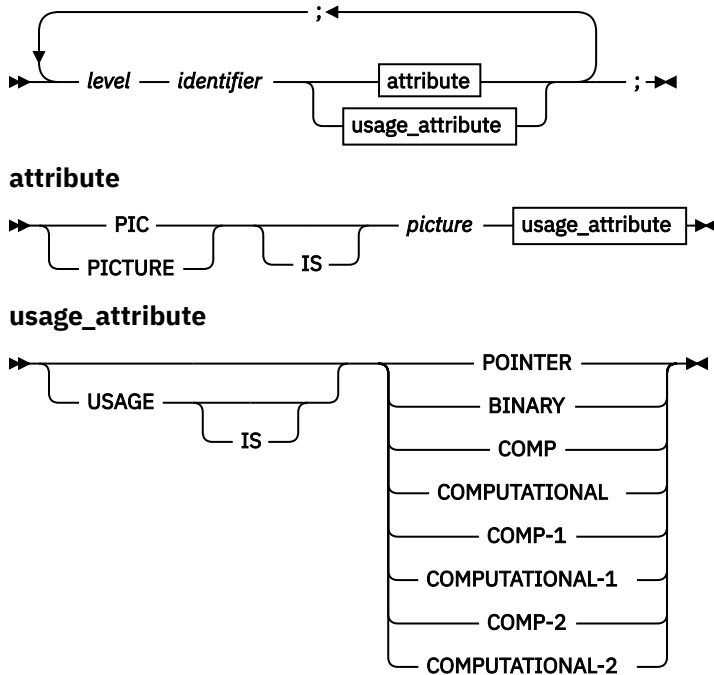 ;
level identifier attribute ;
usage_attribute
attribute
PIC picture usage_attribute
PICTURE IS
usage_attribute
POINTER
USAGE BINARY
IS COMP
COMPUTATIONAL
COMP-1
COMPUTATIONAL-1
COMP-2
COMPUTATIONAL-2